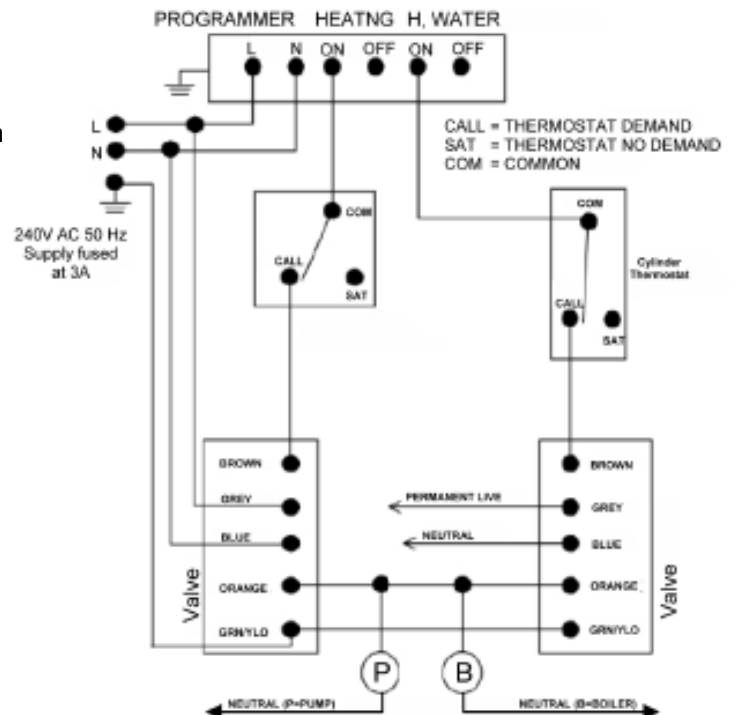 PROGRAMMER HEATNG H, WATER
L N ON OFF ON OFF
L
N
CALL = THERMOSTAT DEMAND
SAT = THERMOSTAT NO DEMAND
COM = COMMON
240V AC 50 Hz
Supply fused
at 3A
COM
CALL
SAT
COM
Cylinder
Thermostat
CALL
SAT
BROWN
GREY
BLUE
ORANGE
GRN/YLO
Valve
PERMANENT LIVE
NEUTRAL
BROWN
GREY
BLUE
ORANGE
GRN/YLO
Valve
P
B
NEUTRAL (P=PUMP)
NEUTRAL (B=BOILER)